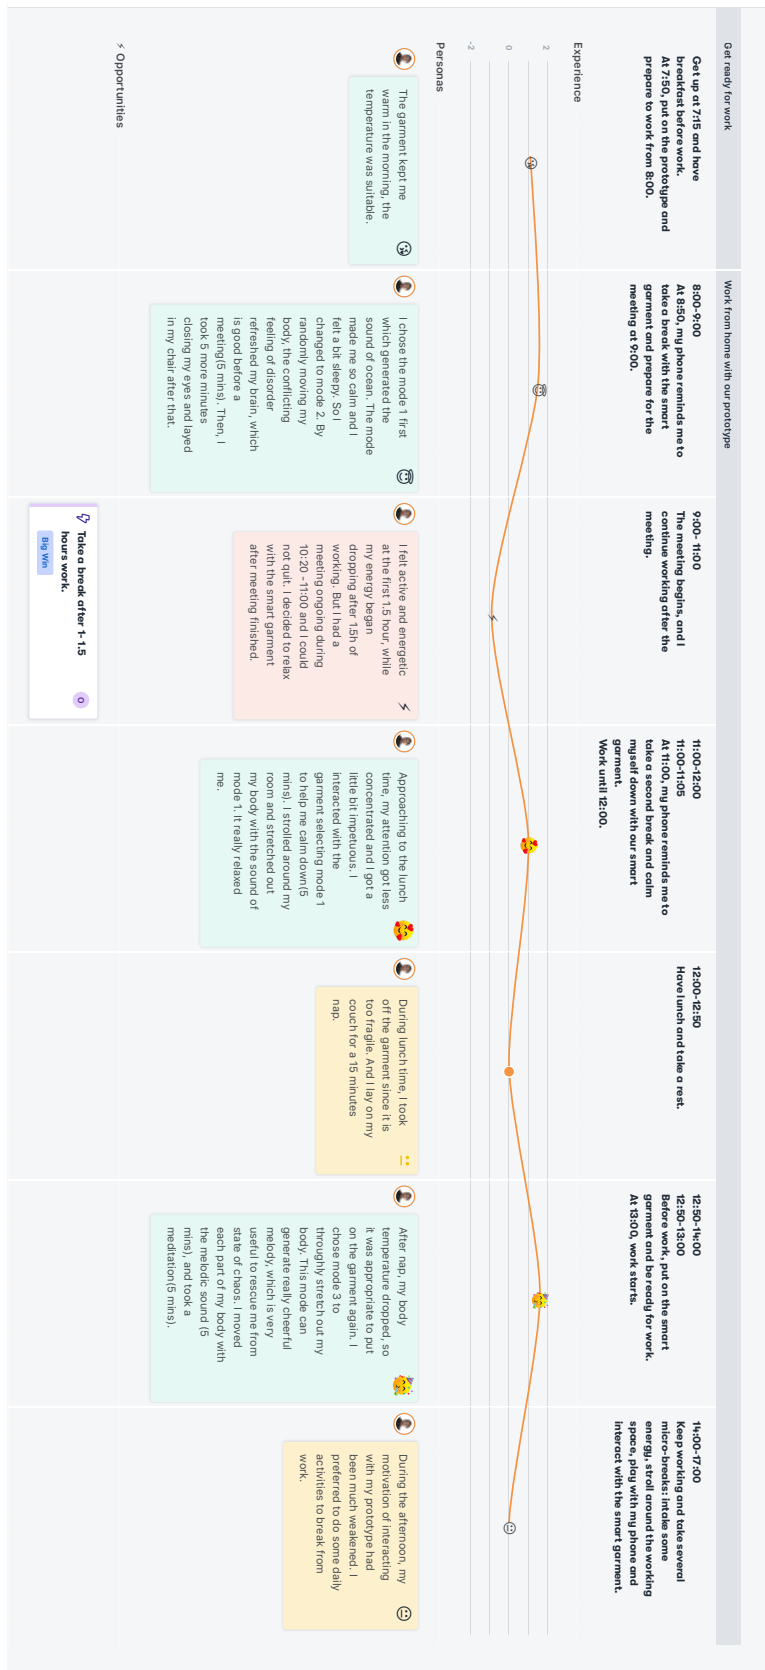 Get ready for work
Work from home with our prototype
Get up at 7:15 and have
breakfast before work.
At 7:50, put on the prototype and
prepare to work from 8:00.
8:00-9:00
At 8:50, my phone reminds me to
take a break with the smart
garment and prepare for the
meeting at 9:00.
9:00- 11:00
The meeting begins, and I
continue working after the
meeting.
11:00-12:00
11:00-11:05
At 11:00, my phone reminds me to
take a second break and calm
myself down with our smart
garment.
Work until 12:00.
12:00-12:50
Have lunch and take a rest.
12:50-14:00
12:50-13:00
Before work, put on the smart
garment and be ready for work.
At 13:00, work starts.
14:00-17:00
Keep working and take several
micro-breaks: intake some
energy, stroll around the working
space, play with my phone and
interact with the smart garment.
Experience
2
0
-2
Personas
The garment kept me
warm in the morning, the
temperature was suitable.
I chose the mode 1 first
which generated the
sound of ocean. The mode
made me so calm and I
felt a bit sleepy. So I
changed to mode 2. By
randomly moving my
body, the conflicting
feeling of disorder
refreshed my brain, which
is good before a
meeting(5 mins). Then, I
took 5 more minutes
closing my eyes and layed
in my chair after that.
I felt active and energetic
at the first 1.5 hour, while
my energy began
dropping after 1.5h of
working. But I had a
meeting ongoing during
10:20 -11:00 and I could
not quit. I decided to relax
with the smart garment
after meeting finished.
Approaching to the lunch
time, my attention got less
concentrated and I got a
little bit impetuous. I
interacted with the
garment selecting mode 1
to help me calm down(5
mins). I strolled around my
room and stretched out
my body with the sound of
mode 1. It really relaxed
me.
During lunch time, I took
off the garment since it is
too fragile. And I lay on my
couch for a 15 minutes
nap.
After nap, my body
temperature dropped, so
it was appropriate to put
on the garment again. I
chose mode 3 to
throughly stretch out my
body. This mode can
generate really cheerful
melody, which is very
useful to rescue me from
state of chaos. I moved
each part of my body with
the melodic sound (5
mins), and took a
meditation(5 mins).
During the afternoon, my
motivation of interacting
with my prototype had
been much weakened. I
preferred to do some daily
activities to break from
work.
⚡ Opportunities
Take a break after 1- 1.5
hours work.
Big Win
O